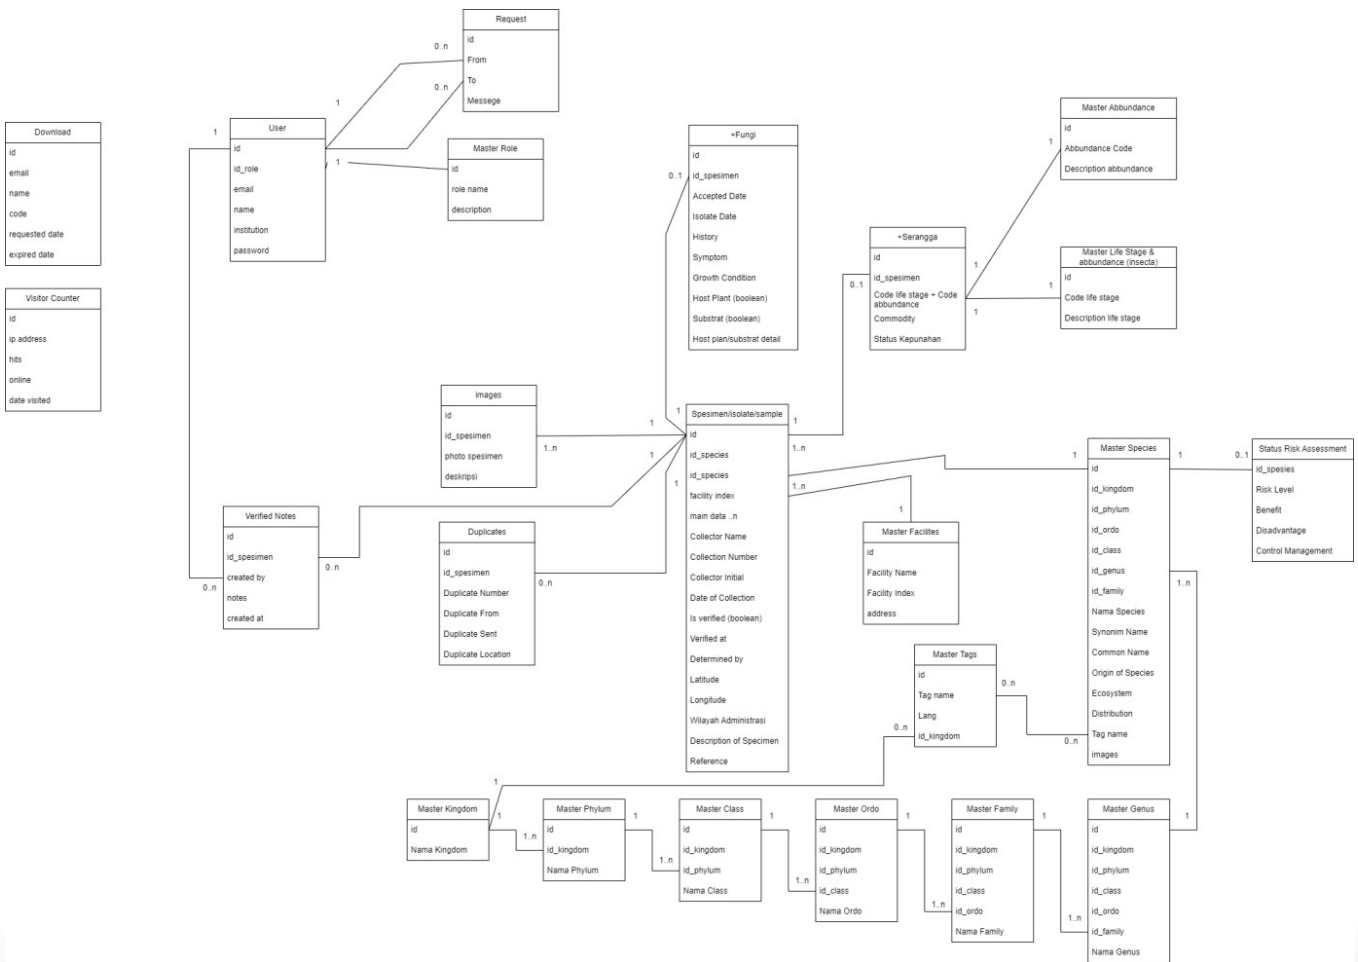 Request
id
From
To
Messege
0..n
0..n
1
1
Download
id
email
name
code
requested date
expired date
User
id
id_role
email
name
institution
password
1
Master Role
id
role name
description
+Fungi
id
id_spesimen
Accepted Date
Isolate Date
History
Symptom
Growth Condition
Host Plant (boolean)
Substrat (boolean)
Host plan/substrat detail
0..1
Master Abbundance
id
Abbundance Code
Description abbundance
1
1
+Serangga
id
id_spesimen
Code life stage + Code
abbundance
Commodity
Status Kepunahan
0..1
Master Life Stage &
abbundance (insecta)
id
Code life stage
Description life stage
1
1
Visitor Counter
id
ip address
hits
online
date visited
images
id
id_spesimen
photo spesimen
deskripsi
1..n
1
1
1
1
Spesimen/isolate/sample
id
id_species
id_species
facility index
main data ..n
Collector Name
Collection Number
Collector Initial
Date of Collection
Is verified (boolean)
Verified at
Determined by
Latitude
Longitude
Wilayah Administrasi
Description of Specimen
Reference
1
1..n
1..n
1
Master Species
id
id_kingdom
id_phylum
id_ordo
id_class
id_genus
id_family
Nama Species
Synonim Name
Common Name
Origin of Species
Ecosystem
Distribution
Tag name
images
1
0..1
Status Risk Assessment
id_spesies
Risk Level
Benefit
Disadvantage
Control Management
1..n
Verified Notes
id
id_spesimen
created by
notes
created at
0..n
0..n
Duplicates
id
id_spesimen
Duplicate Number
Duplicate From
Duplicate Sent
Duplicate Location
0..n
1
Master Facilites
id
Facility Name
Facility Index
address
Master Tags
id
Tag name
Lang
id_kingdom
0..n
0..n
0..n
1
Master Kingdom
id
Nama Kingdom
1
1..n
Master Phylum
id
id_kingdom
Nama Phylum
1
1..n
Master Class
id
id_kingdom
id_phylum
Nama Class
1
1..n
Master Ordo
id
id_kingdom
id_phylum
id_class
Nama Ordo
1
1..n
Master Family
id
id_kingdom
id_phylum
id_class
id_ordo
Nama Family
1
1..n
Master Genus
id
id_kingdom
id_phylum
id_class
id_ordo
id_family
Nama Genus
1